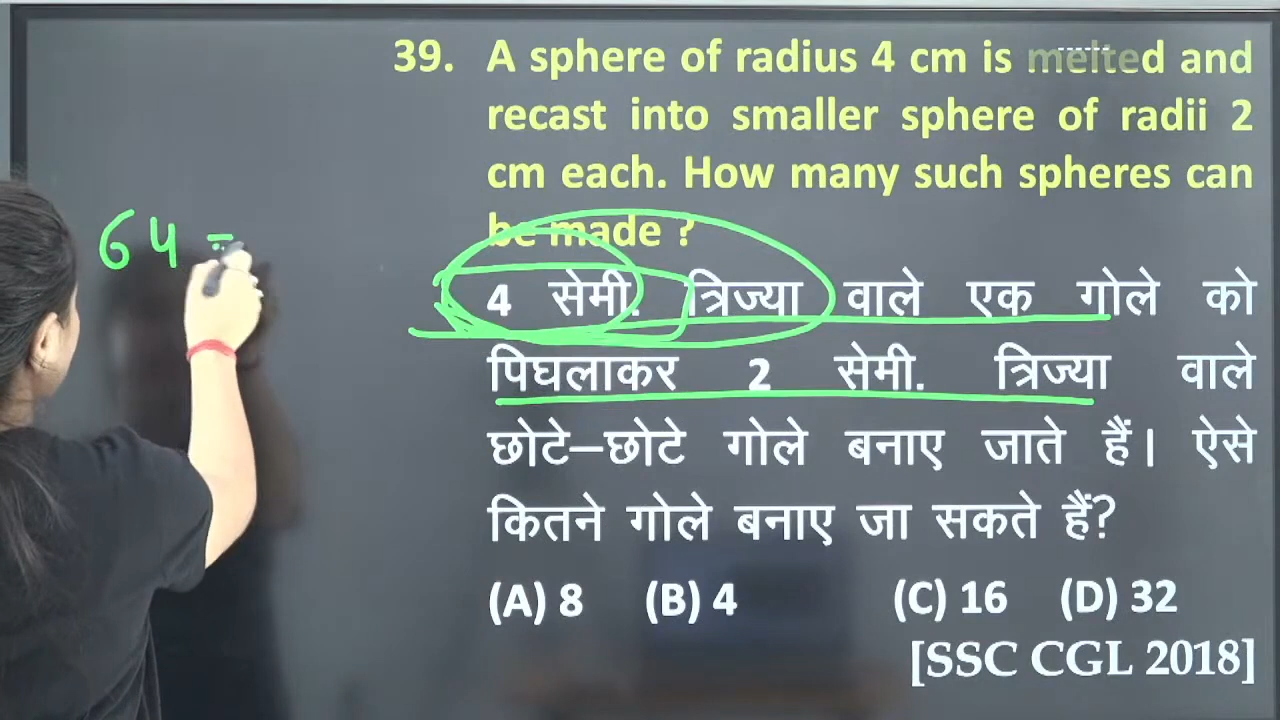 39. A sphere of radius 4 cm is melted and
recast into smaller sphere of radii 2
cm each. How many such spheres can
be made ?
64 =
4 सेमी. त्रिज्या वाले एक गोले को
पिघलाकर 2 सेमी. त्रिज्या वाले
छोटे–छोटे गोले बनाए जाते हैं। ऐसे
कितने गोले बनाए जा सकते हैं?
(A) 8 (B) 4 (C) 16 (D) 32
[SSC CGL 2018]